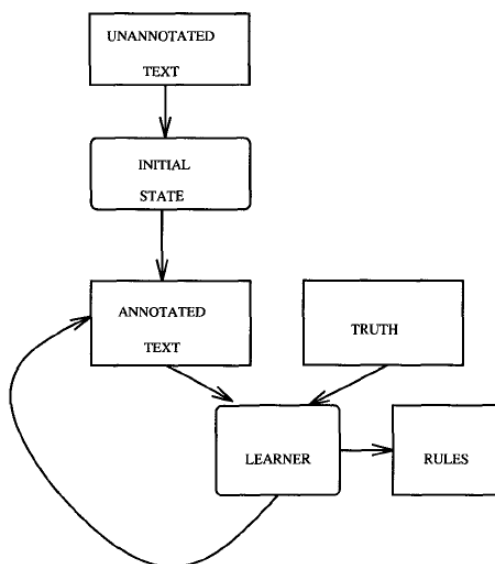 UNANNOTATED
TEXT
INITIAL
STATE
ANNOTATED
TEXT
TRUTH
LEARNER
RULES